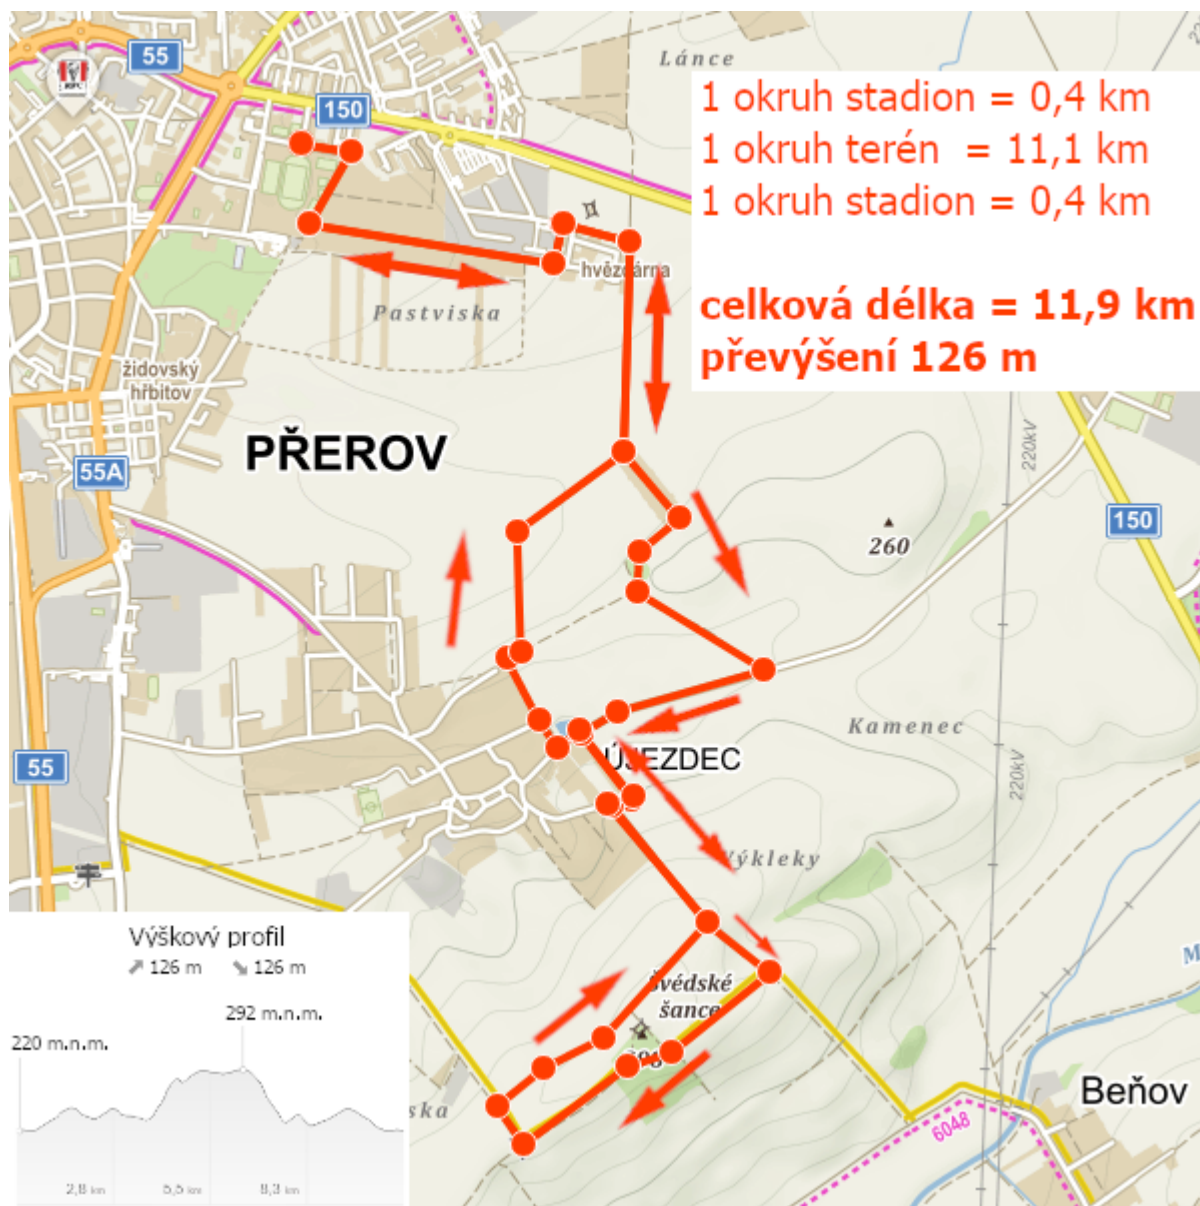 Lánce
55
KFC
150
1 okruh stadion = 0,4 km
1 okruh terén = 11,1 km
1 okruh stadion = 0,4 km
hvězdárna
Pastviska
celková délka = 11,9 km
převýšení 126 m
židovský
hřbitov
PŘEROV
55A
220kV
150
260
Kamenec
ÚJEZDEC
55
220kV
Výkleky
Výškový profil
126 m
126 m
Švédské
šance
292 m.n.m.
220 m.n.m.
Beňov
ska
6048
M
2,8 km
5,5 km
8,3 km